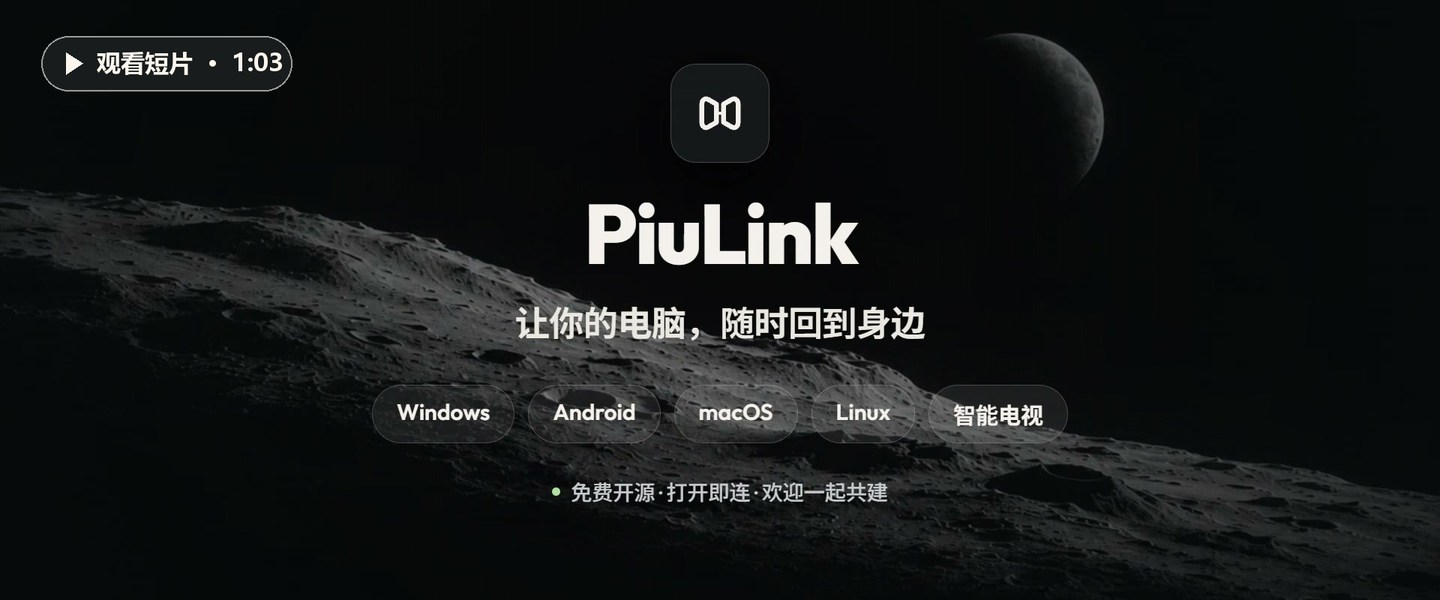 ▶ 观看短片 • 1:03
PiuLink
让你的电脑，随时回到身边
Windows Android macOS Linux 智能电视
免费开源·打开即连·欢迎一起共建